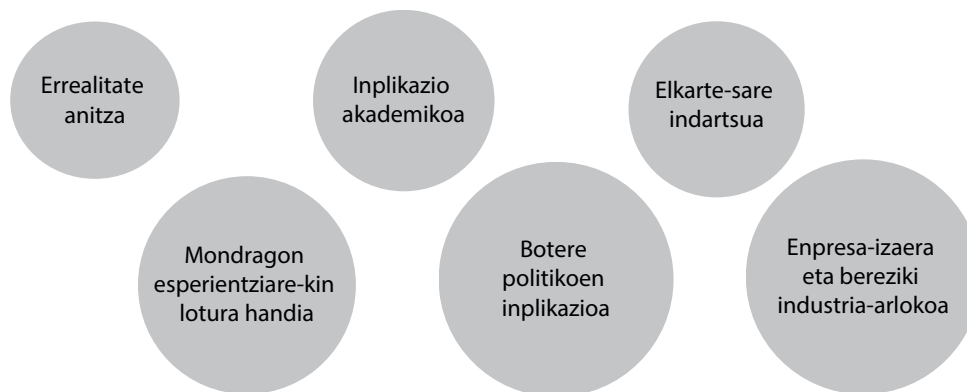 Errealitate
anitza
Inplikazio
akademikoa
Elkarte-sare
indartsua
Mondragon
esperientziare-kin
lotura handia
Botere
politikoen
inplikazioa
Enpresa-izaera
eta bereziki
industria-arlokoa